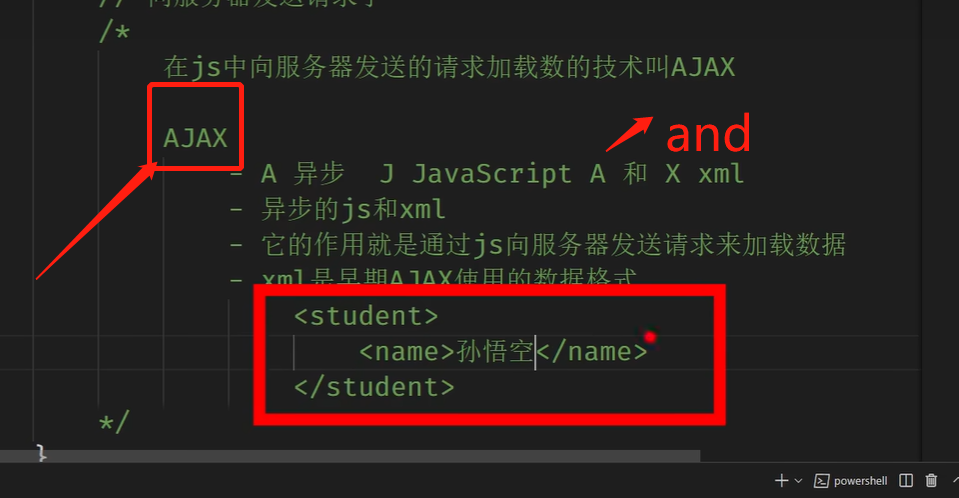 /*
在js中向服务器发送的请求加载数的技术叫AJAX
AJAX
and
- A 异步 J JavaScript A 和 X xml
- 异步的js和xml
- 它的作用就是通过js向服务器发送请求来加载数据
- xml是早期AJAX使用的数据格式
<student>
<name>孙悟空</name>
</student>
*/
}
powershell